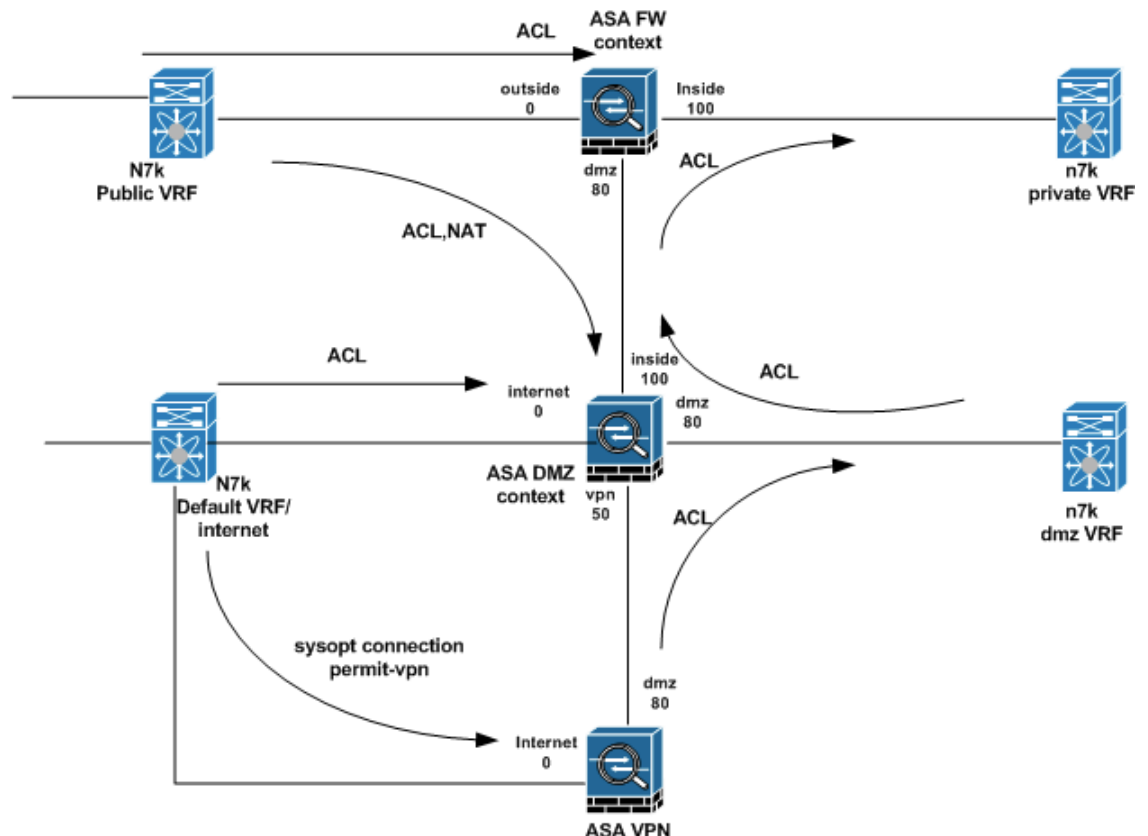 ASA FW
context
ACL
outside
0
Inside
100
N7k
Public VRF
dmz
80
ACL
n7k
private VRF
ACL,NAT
ACL
internet
0
inside
100
dmz
80
ACL
N7k
Default VRF/
internet
ASA DMZ
context
vpn
50
ACL
n7k
dmz VRF
sysopt connection
permit-vpn
dmz
80
Internet
0
ASA VPN